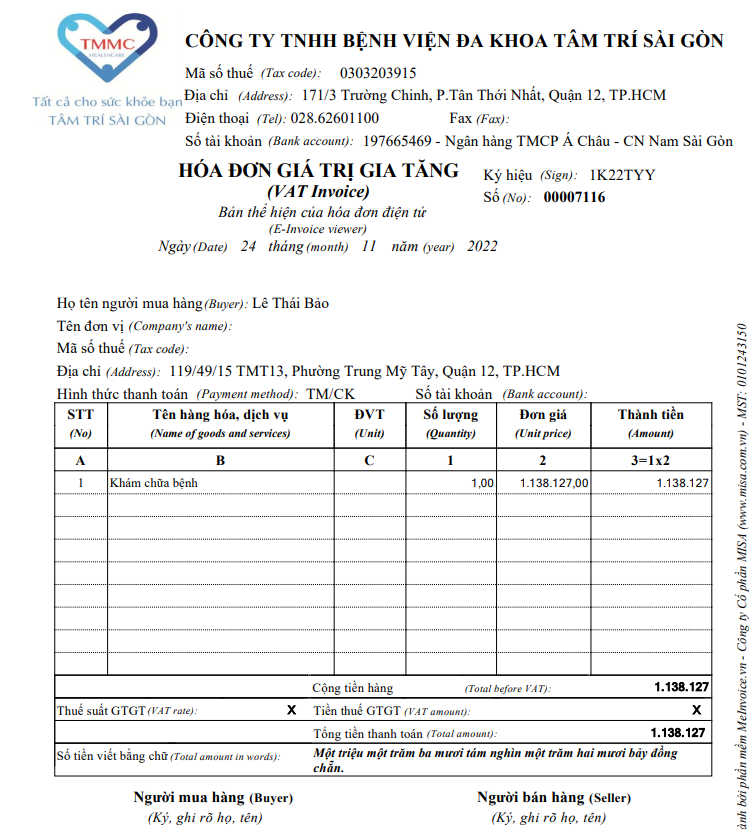 TMMC
HEALTHCARE
Tất cả cho sức khỏe bạn
TÂM TRÍ SÀI GÒN
CÔNG TY TNHH BỆNH VIỆN ĐA KHOA TÂM TRÍ SÀI GÒN
Mã số thuế (Tax code): 0303203915
Địa chỉ (Address): 171/3 Trường Chinh, P.Tân Thới Nhất, Quận 12, TP.HCM
Điện thoại (Tel): 028.62601100 Fax (Fax):
Số tài khoản (Bank account): 197665469 - Ngân hàng TMCP Á Châu - CN Nam Sài Gòn
HÓA ĐƠN GIÁ TRỊ GIA TĂNG
(VAT Invoice)
Bản thể hiện của hóa đơn điện tử
(E-Invoice viewer)
Ngày (Date) 24 tháng (month) 11 năm (year) 2022
Ký hiệu (Sign): 1K22TYY
Số (No): 00007116
Họ tên người mua hàng (Buyer): Lê Thái Bảo
Tên đơn vị (Company's name):
Mã số thuế (Tax code):
Địa chỉ (Address): 119/49/15 TMT13, Phường Trung Mỹ Tây, Quận 12, TP.HCM
Hình thức thanh toán (Payment method): TM/CK Số tài khoản (Bank account):
STT Tên hàng hóa, dịch vụ ĐVT Số lượng Đơn giá Thành tiền
(No) (Name of goods and services) (Unit) (Quantity) (Unit price) (Amount)
A B C 1 2 3=1x2
1 Khám chữa bệnh 1,00 1.138.127,00 1.138.127
Cộng tiền hàng (Total before VAT): 1.138.127
Thuế suất GTGT (VAT rate): X Tiền thuế GTGT (VAT amount): X
Tổng tiền thanh toán (Total amount): 1.138.127
Số tiền viết bằng chữ (Total amount in words): Một triệu một trăm ba mươi tám nghìn một trăm hai mươi bảy đồng
chẵn.
Người mua hàng (Buyer) Người bán hàng (Seller)
(Ký, ghi rõ họ, tên) (Ký, ghi rõ họ, tên)
bởi phần mềm MeInvoice.vn - Công ty Cổ phần MISA (www.misa.com.vn) - MST: 0101243150